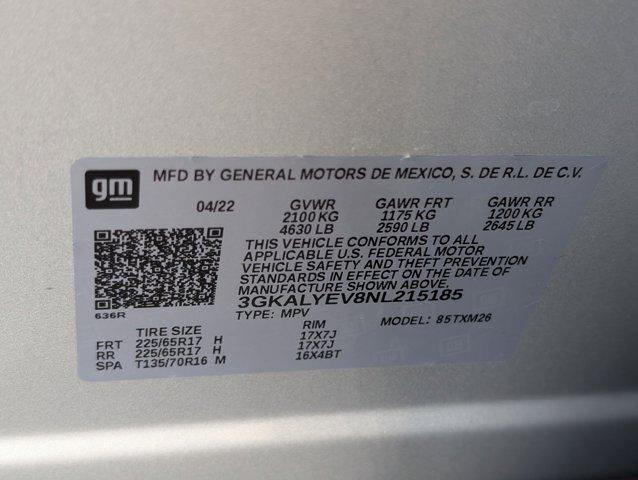 gm
MFD BY GENERAL MOTORS DE MEXICO, S. DE R.L. DE C.V.
04/22 GVWR GAWR FRT GAWR RR
2100 KG 1175 KG 1200 KG
4630 LB 2590 LB 2645 LB
THIS VEHICLE CONFORMS TO ALL
APPLICABLE U.S. FEDERAL MOTOR
VEHICLE SAFETY AND THEFT PREVENTION
STANDARDS IN EFFECT ON THE DATE OF
MANUFACTURE SHOWN ABOVE.
3GKALYEV8NL215185
636R
TYPE: MPV MODEL: 85TXM26
TIRE SIZE RIM
FRT 225/65R17 H 17X7J
RR 225/65R17 H 17X7J
SPA T135/70R16 M 16X4BT